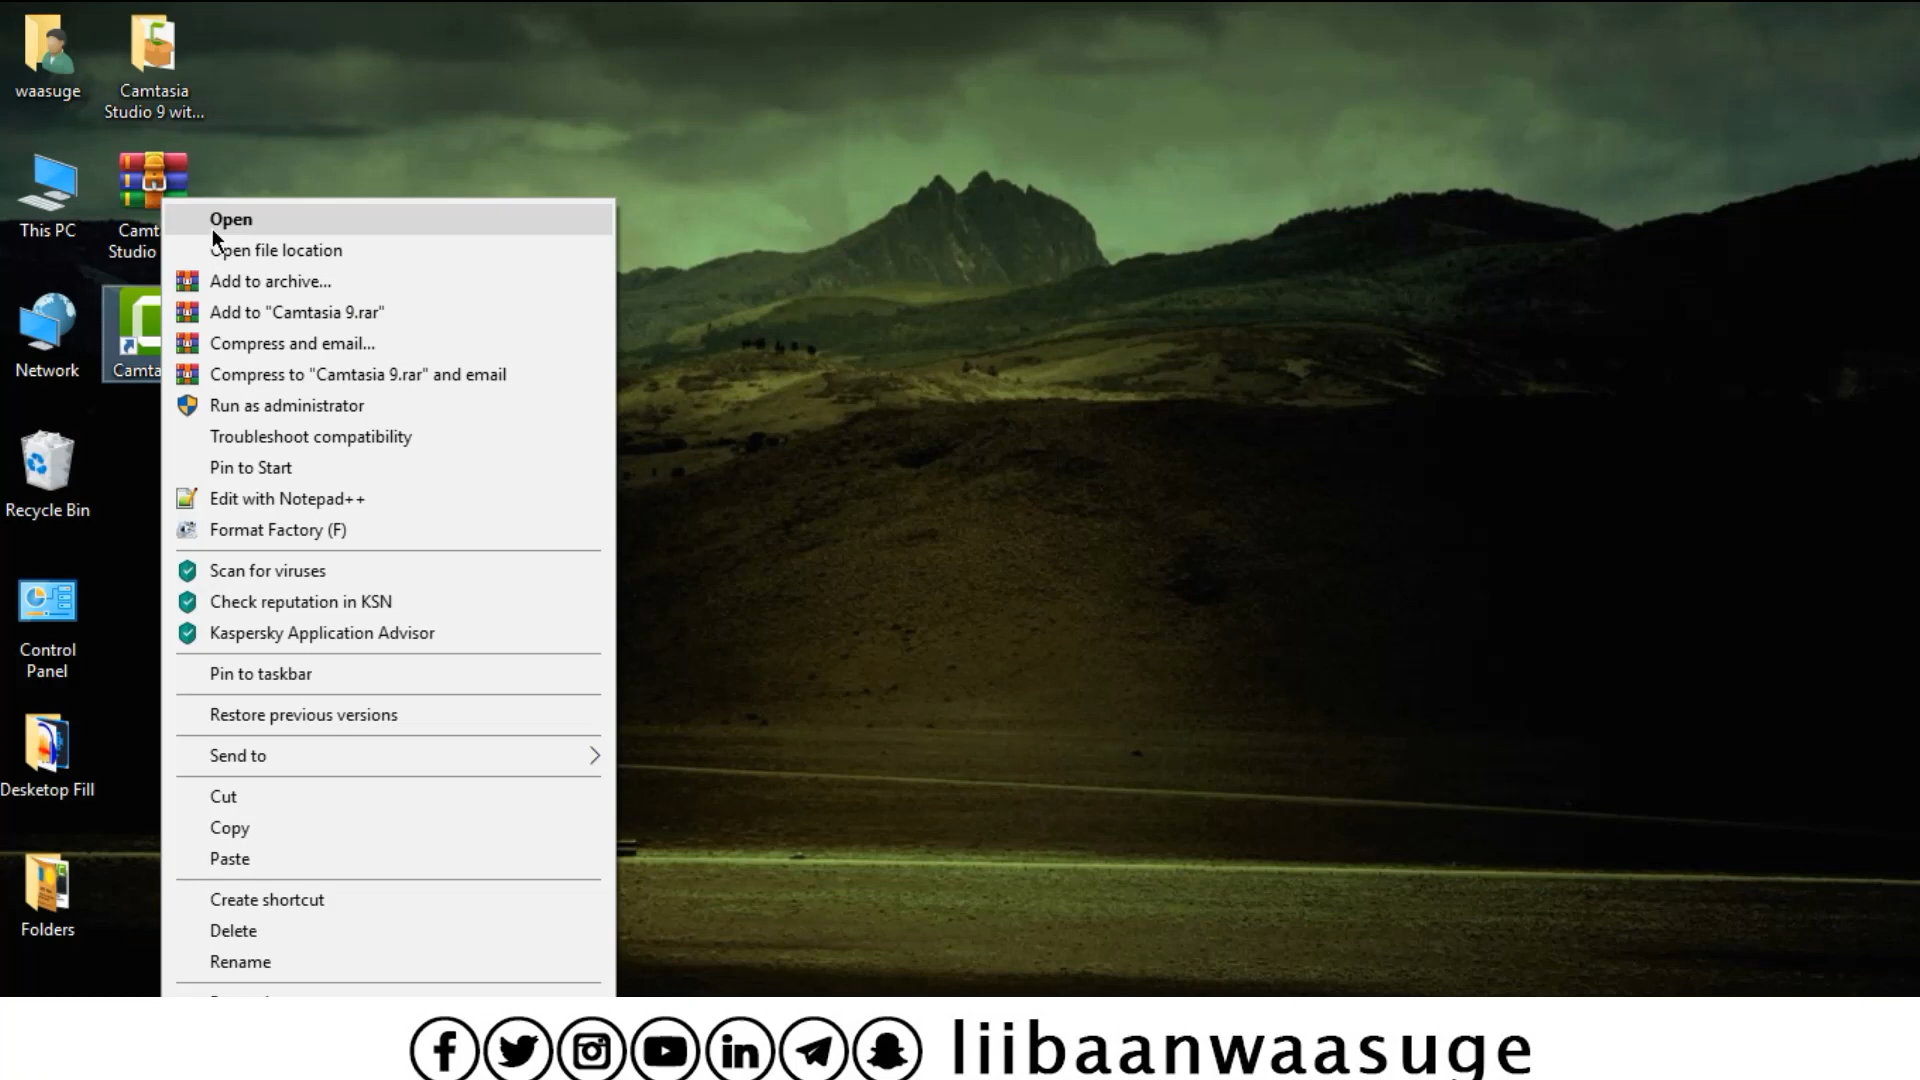 waasuge
Camtasia
Studio 9 wit...
This PC
Camt
Studio
Network
Camta
Recycle Bin
Control
Panel
Desketop Fill
Folders
Open
Open file location
Add to archive...
Add to "Camtasia 9.rar"
Compress and email...
Compress to "Camtasia 9.rar" and email
Run as administrator
Troubleshoot compatibility
Pin to Start
Edit with Notepad++
Format Factory (F)
Scan for viruses
Check reputation in KSN
Kaspersky Application Advisor
Pin to taskbar
Restore previous versions
Send to
Cut
Copy
Paste
Create shortcut
Delete
Rename
liibaanwaasuge